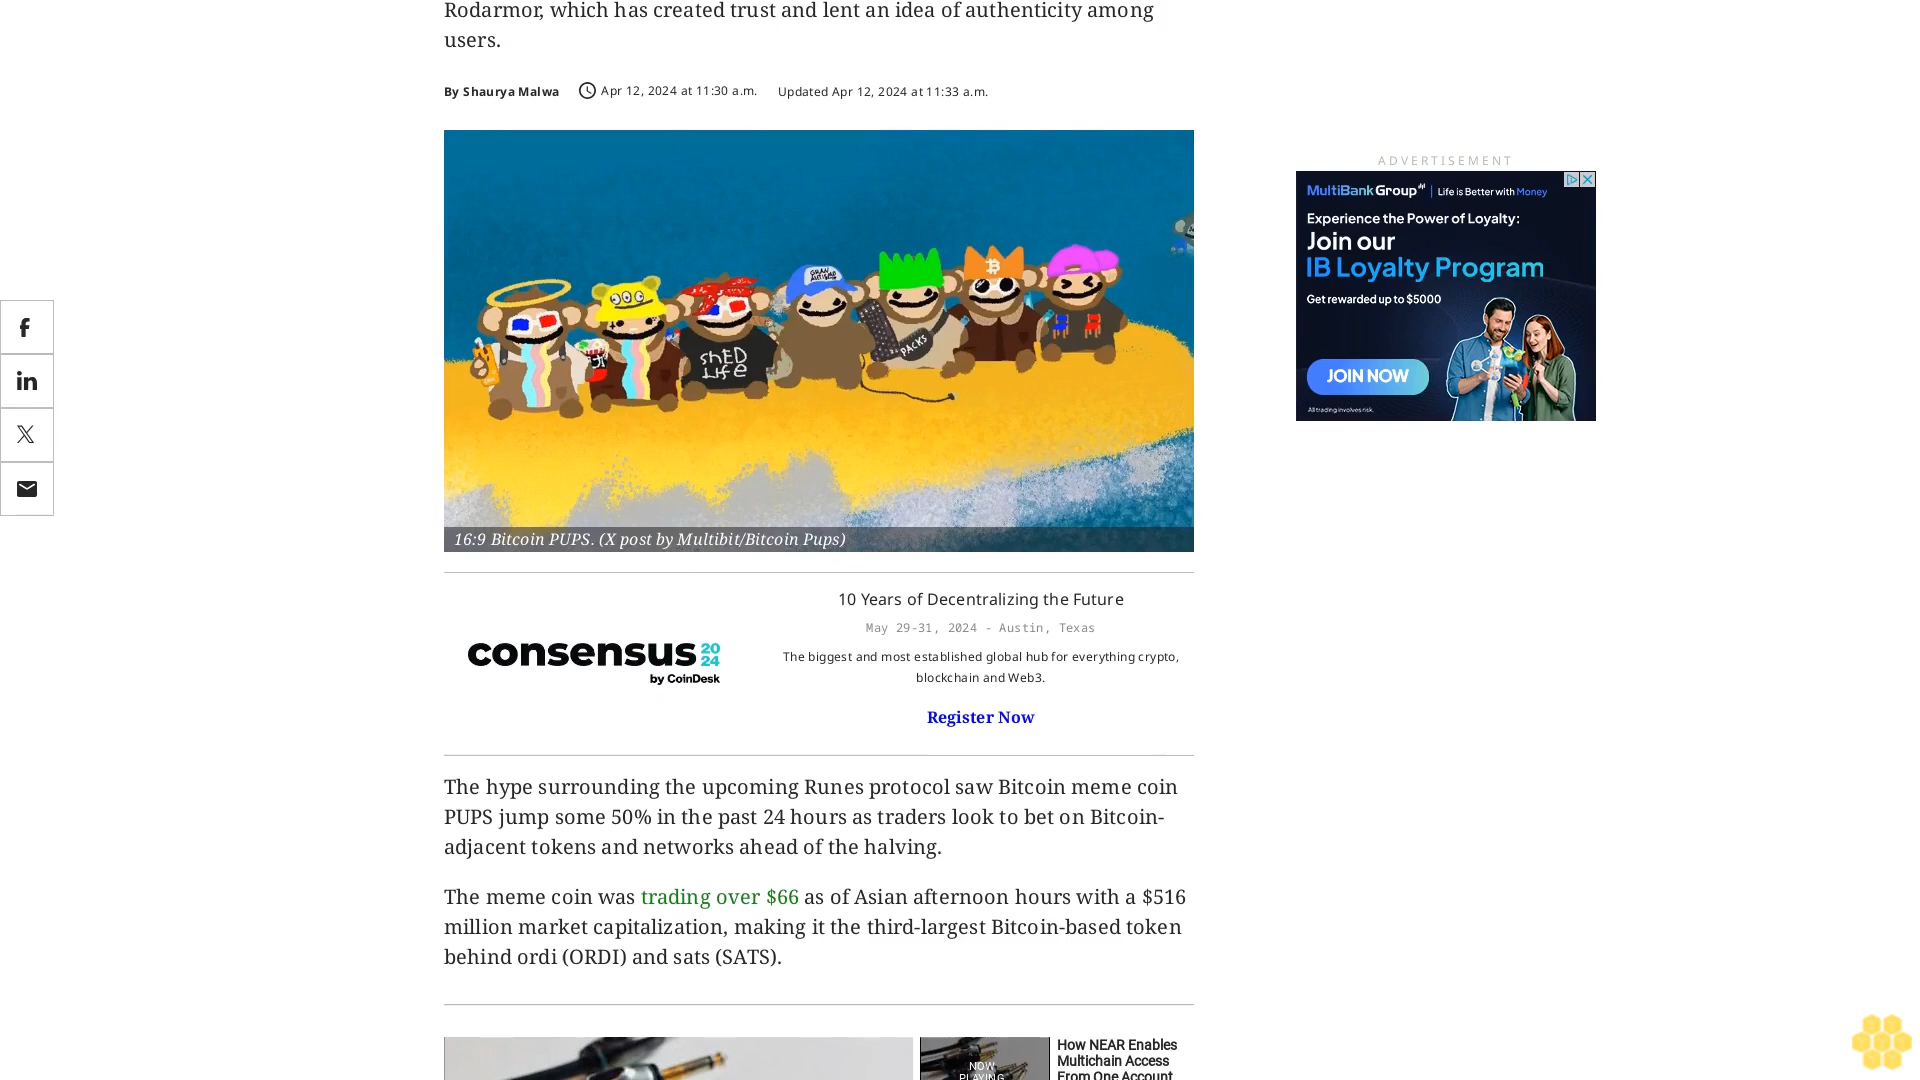 Rodarmor, which has created trust and lent an idea of authenticity among
users.
By Shaurya Malwa
Apr 12, 2024 at 11:30 a.m.
Updated Apr 12, 2024 at 11:33 a.m.
ADVERTISEMENT
MultiBankGroup | Life is Better with Money
Experience the Power of Loyalty:
Join our
IB Loyalty Program
Get rewarded up to $5000
JOIN NOW
All trading involves risk.
SHED
LIFE
PACKS
16:9 Bitcoin PUPS. (X post by Multibit/Bitcoin Pups)
consensus 2024
by CoinDesk
10 Years of Decentralizing the Future
May 29-31, 2024 - Austin, Texas
The biggest and most established global hub for everything crypto,
blockchain and Web3.
Register Now
The hype surrounding the upcoming Runes protocol saw Bitcoin meme coin
PUPS jump some 50% in the past 24 hours as traders look to bet on Bitcoin-
adjacent tokens and networks ahead of the halving.
The meme coin was trading over $66 as of Asian afternoon hours with a $516
million market capitalization, making it the third-largest Bitcoin-based token
behind ordi (ORDI) and sats (SATS).
NOW
PLAYING
How NEAR Enables
Multichain Access
From One Account